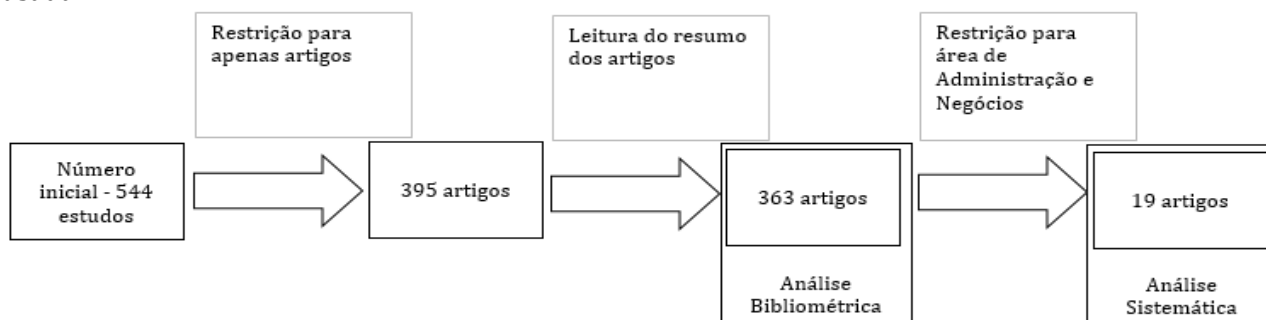 Restrição para
apenas artigos
Leitura do resumo
dos artigos
Restrição para
área de
Administração e
Negócios
Número
inicial - 544
estudos
395 artigos
363 artigos
19 artigos
Análise
Bibliométrica
Análise
Sistemática